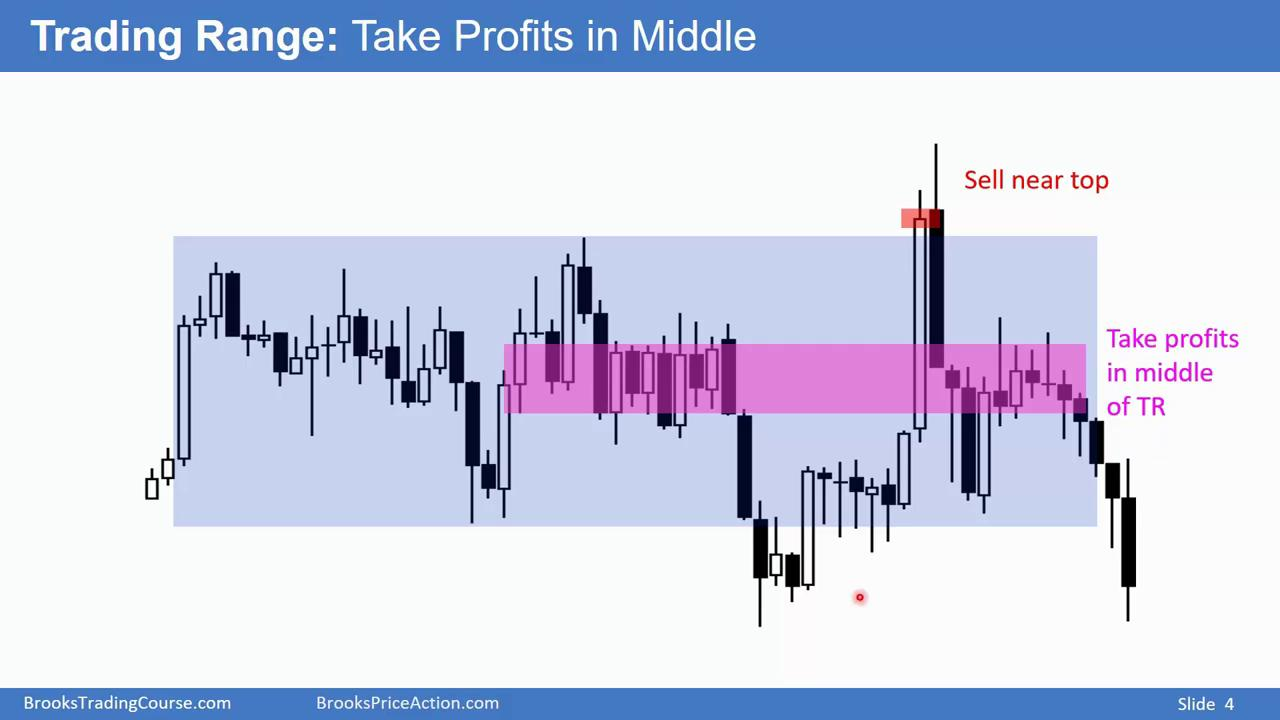 Trading Range: Take Profits in Middle
Sell near top
Take profits
in middle
of TR
BrooksTradingCourse.com
BrooksPriceAction.com
Slide 4